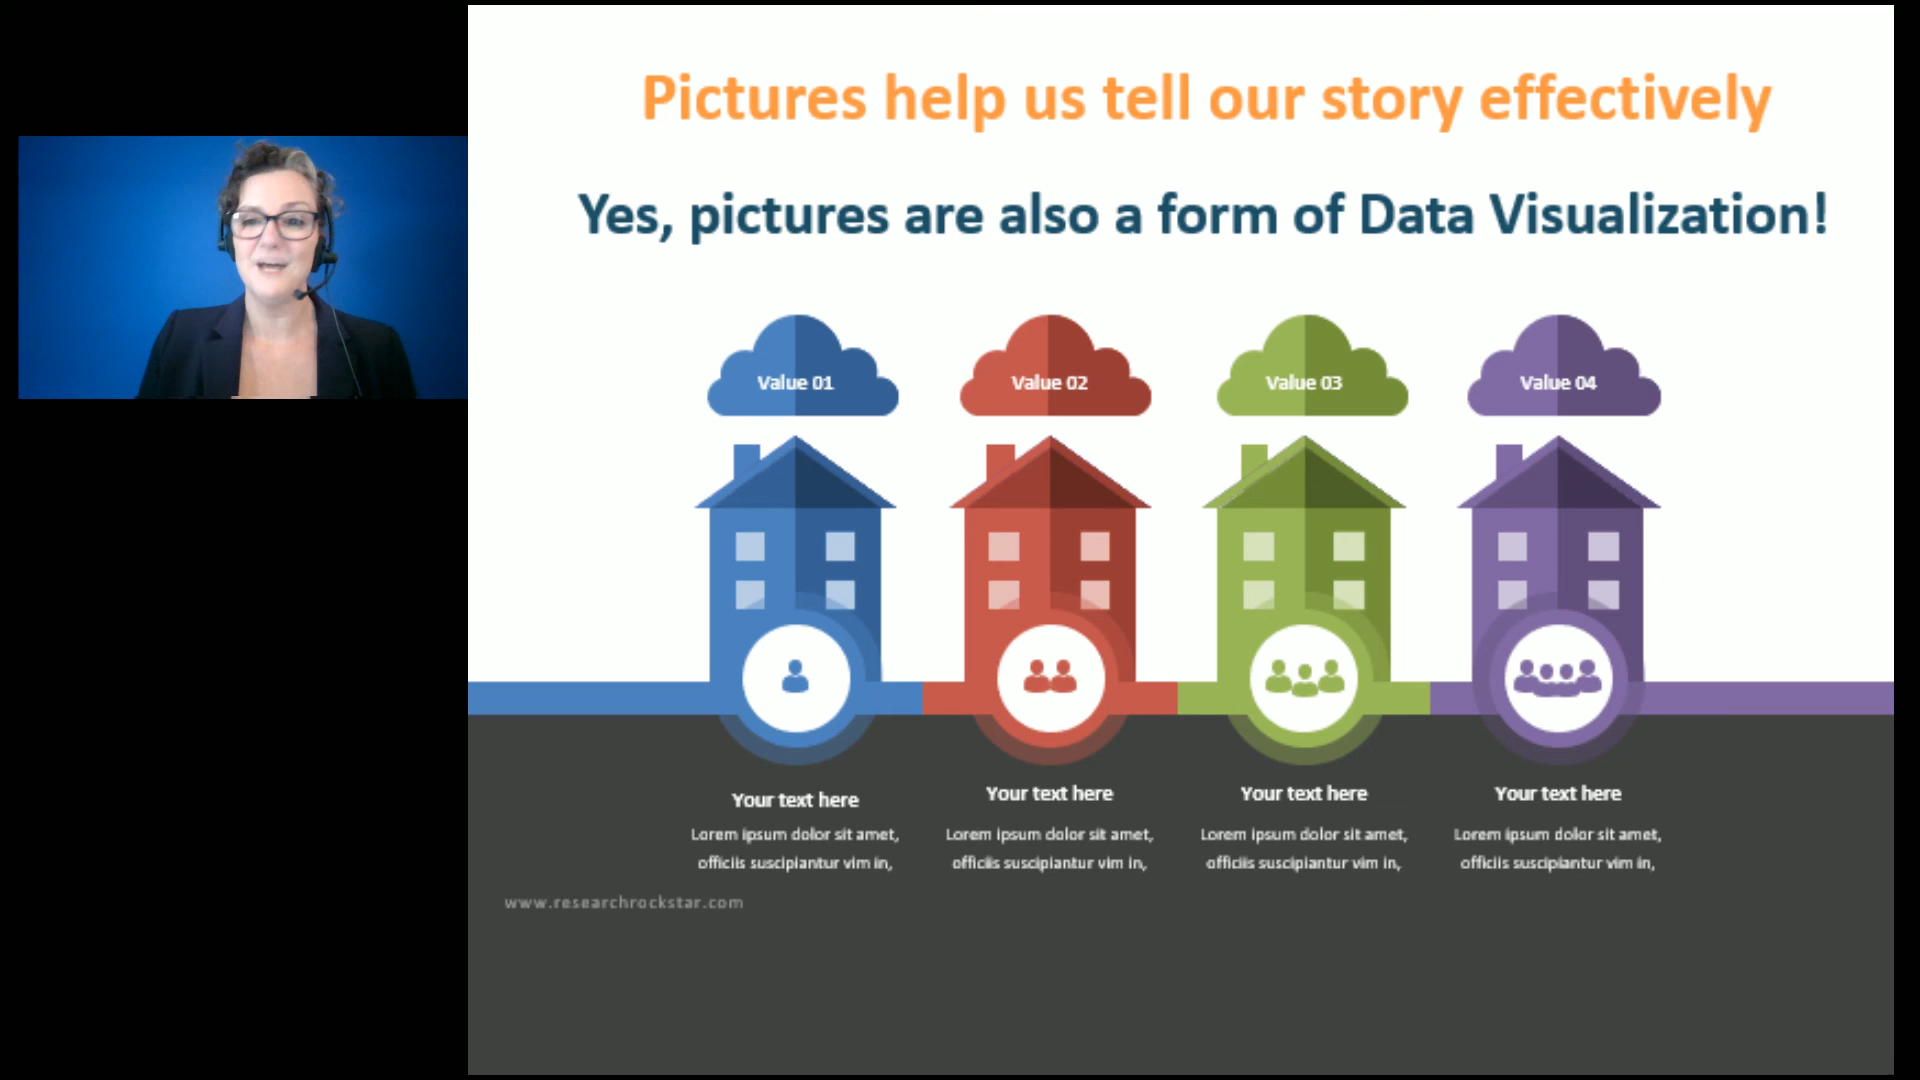 Pictures help us tell our story effectively
Yes, pictures are also a form of Data Visualization!
Value 01
Value 02
Value 03
Value 04
Your text here
Lorem ipsum dolor sit amet,
officiis suscipiantur vim in,
Your text here
Lorem ipsum dolor sit amet,
officiis suscipiantur vim in,
Your text here
Lorem ipsum dolor sit amet,
officiis suscipiantur vim in,
Your text here
Lorem ipsum dolor sit amet,
officiis suscipiantur vim in,
www.researchrockstar.com